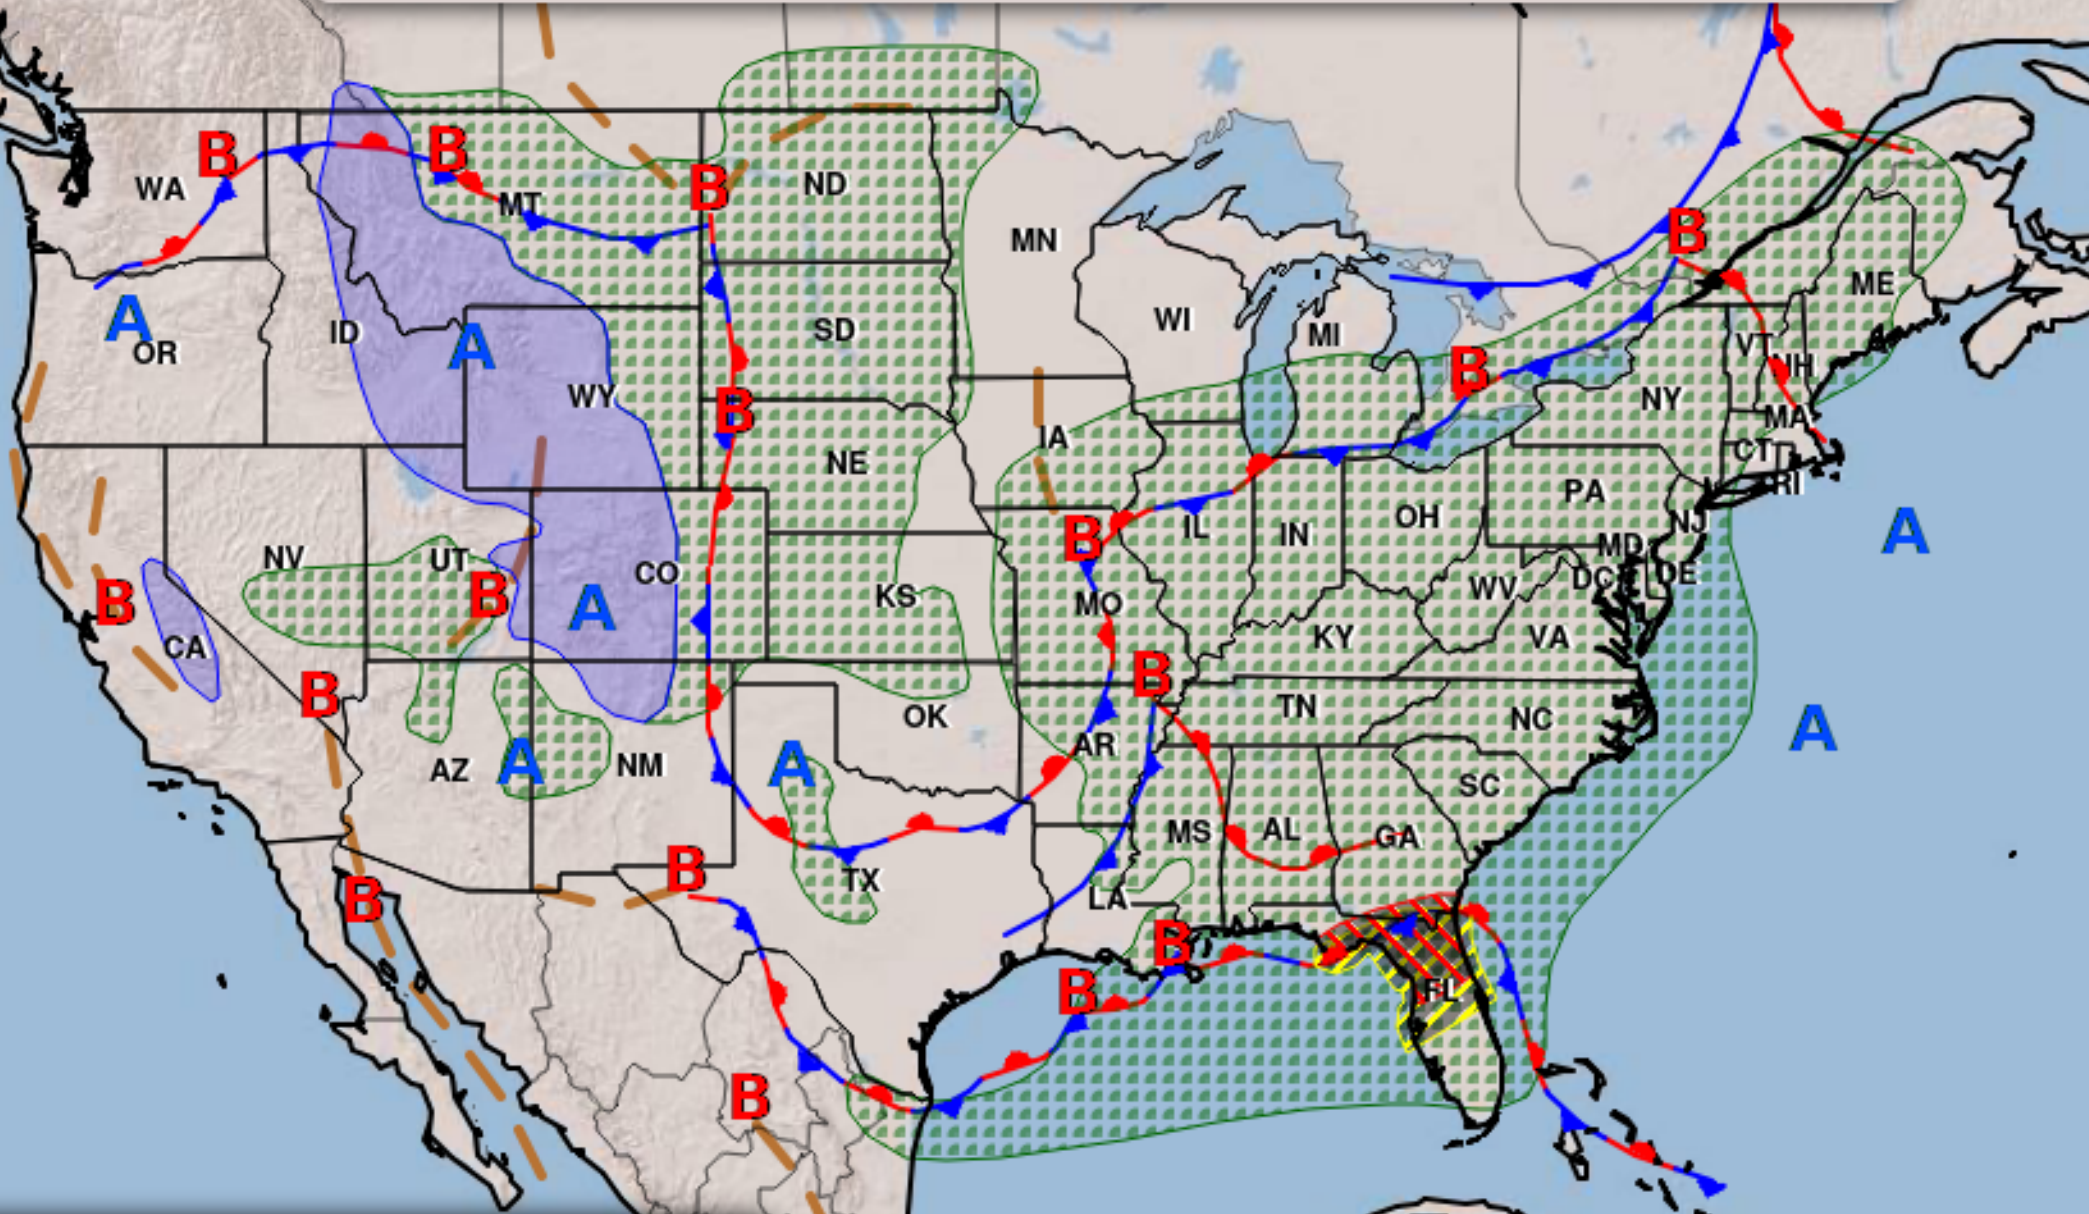 B
WA
B
MT
B
ND
MN
B
ME
A
OR
ID
A
WY
SD
WI
MI
VT
NH
B
B
NE
IA
NY
MA
CT
RI
PA
NJ
A
NV
UT
B
CO
A
KS
B
MO
IL
IN
OH
WV
MD
DC
DE
VA
KY
B
CA
B
AZ
A
NM
A
OK
AR
B
TN
NC
SC
A
TX
MS
AL
GA
LA
B
B
B
B
FL
B